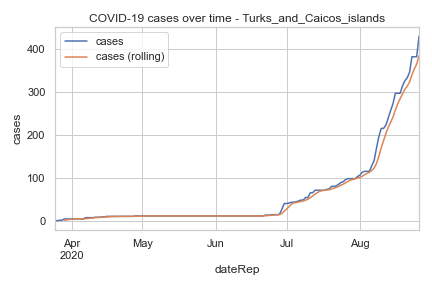 COVID-19 cases over time - Turks_and_Caicos_islands
cases
cases (rolling)
400
300
200
100
0
cases
Apr
2020
May
Jun
Jul
Aug
dateRep